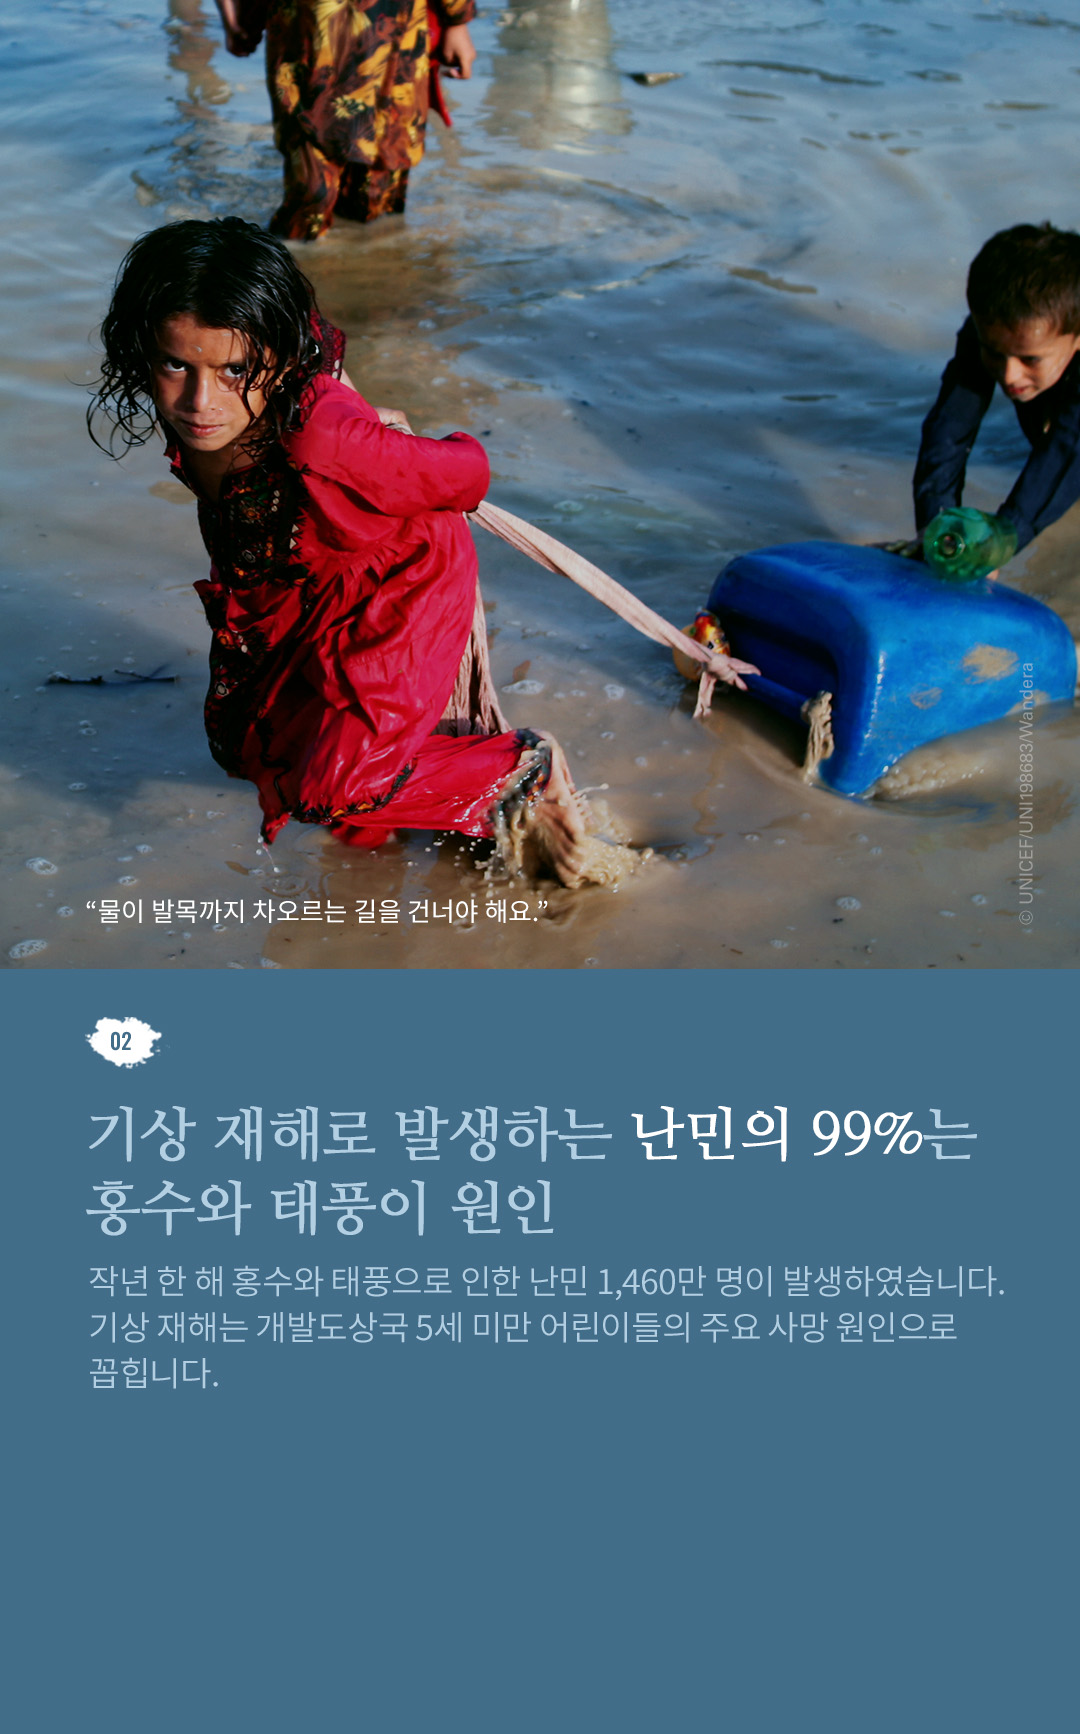 “물이 발목까지 차오르는 길을 건너야 해요.”
© UNICEF/UNI198683/Wandera
02
기상 재해로 발생하는 난민의 99%는
홍수와 태풍이 원인
작년 한 해 홍수와 태풍으로 인한 난민 1,460만 명이 발생하였습니다.
기상 재해는 개발도상국 5세 미만 어린이들의 주요 사망 원인으로
꼽힙니다.